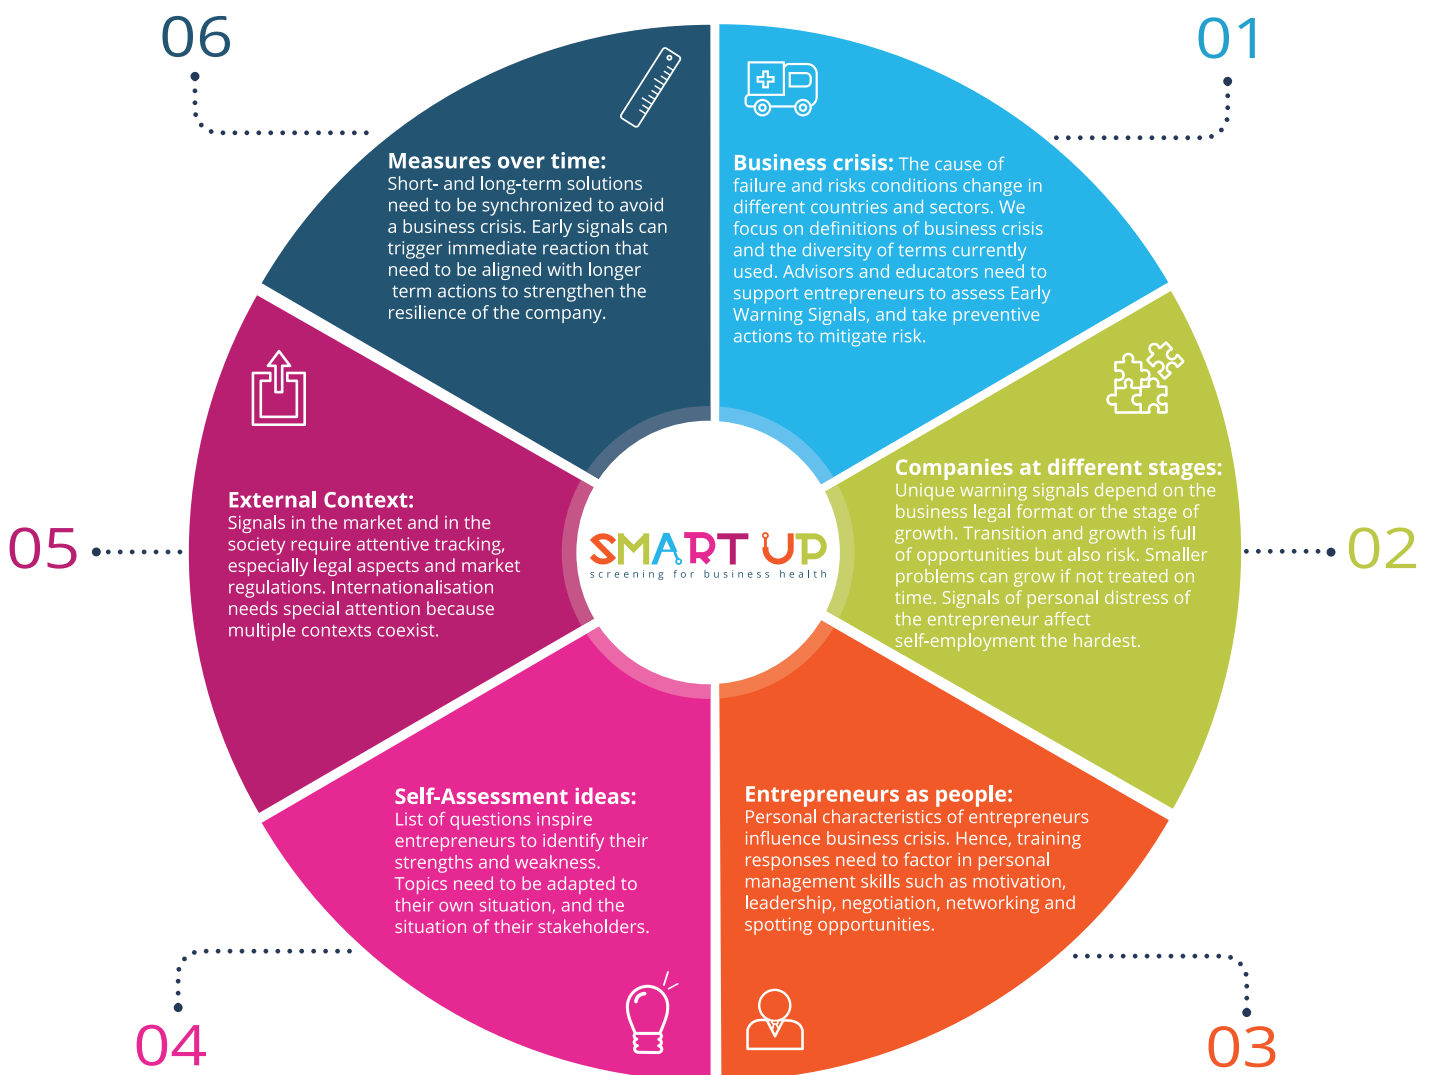 06
01
Measures over time:
Short- and long-term solutions
need to be synchronized to avoid
a business crisis. Early signals can
trigger immediate reaction that
need to be aligned with longer
term actions to strengthen the
resilience of the company.
Business crisis: The cause of
failure and risks conditions change in
different countries and sectors. We
focus on definitions of business crisis
and the diversity of terms currently
used. Advisors and educators need to
support entrepreneurs to assess Early
Warning Signals, and take preventive
actions to mitigate risk.
Companies at different stages:
Unique warning signals depend on the
business legal format or the stage of
growth. Transition and growth is full
of opportunities but also risk. Smaller
problems can grow if not treated on
time. Signals of personal distress of
the entrepreneur affect
self-employment the hardest.
02
External Context:
Signals in the market and in the
society require attentive tracking,
especially legal aspects and market
regulations. Internationalisation
needs special attention because
multiple contexts coexist.
05
SMART UP
screening for business health
Self-Assessment ideas:
List of questions inspire
entrepreneurs to identify their
strengths and weakness.
Topics need to be adapted to
their own situation, and the
situation of their stakeholders.
Entrepreneurs as people:
Personal characteristics of entrepreneurs
influence business crisis. Hence, training
responses need to factor in personal
management skills such as motivation,
leadership, negotiation, networking and
spotting opportunities.
04
03